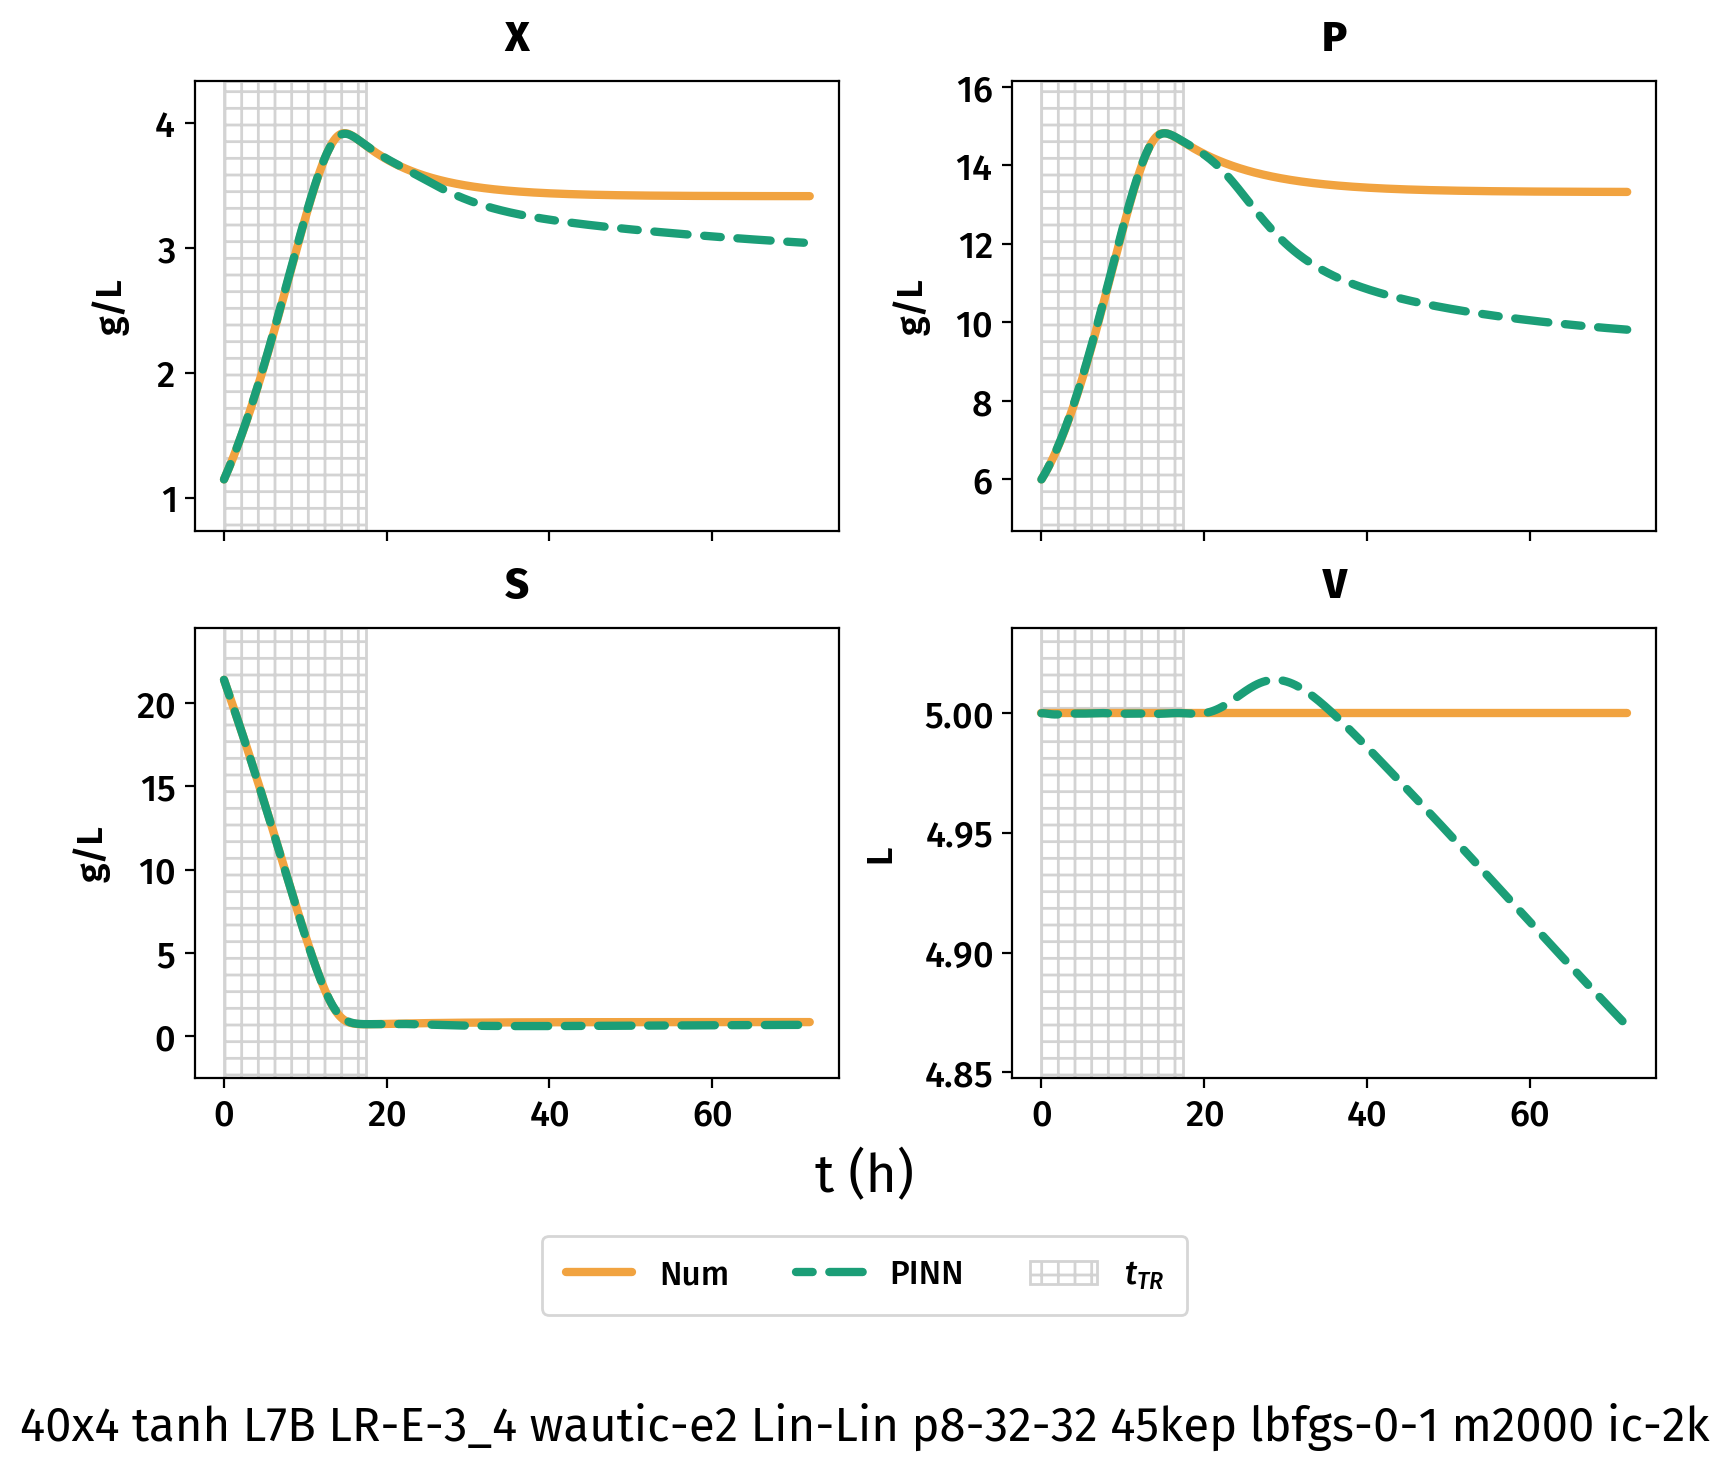 X
P
4
3
2
1
g/L
16
14
12
10
8
6
g/L
S
V
20
15
10
5
0
g/L
0 20 40 60
5.00
4.95
4.90
4.85
L
0 20 40 60
t (h)
Num PINN tTR
40x4 tanh L7B LR-E-3_4 wautic-e2 Lin-Lin p8-32-32 45kep lbfgs-0-1 m2000 ic-2k